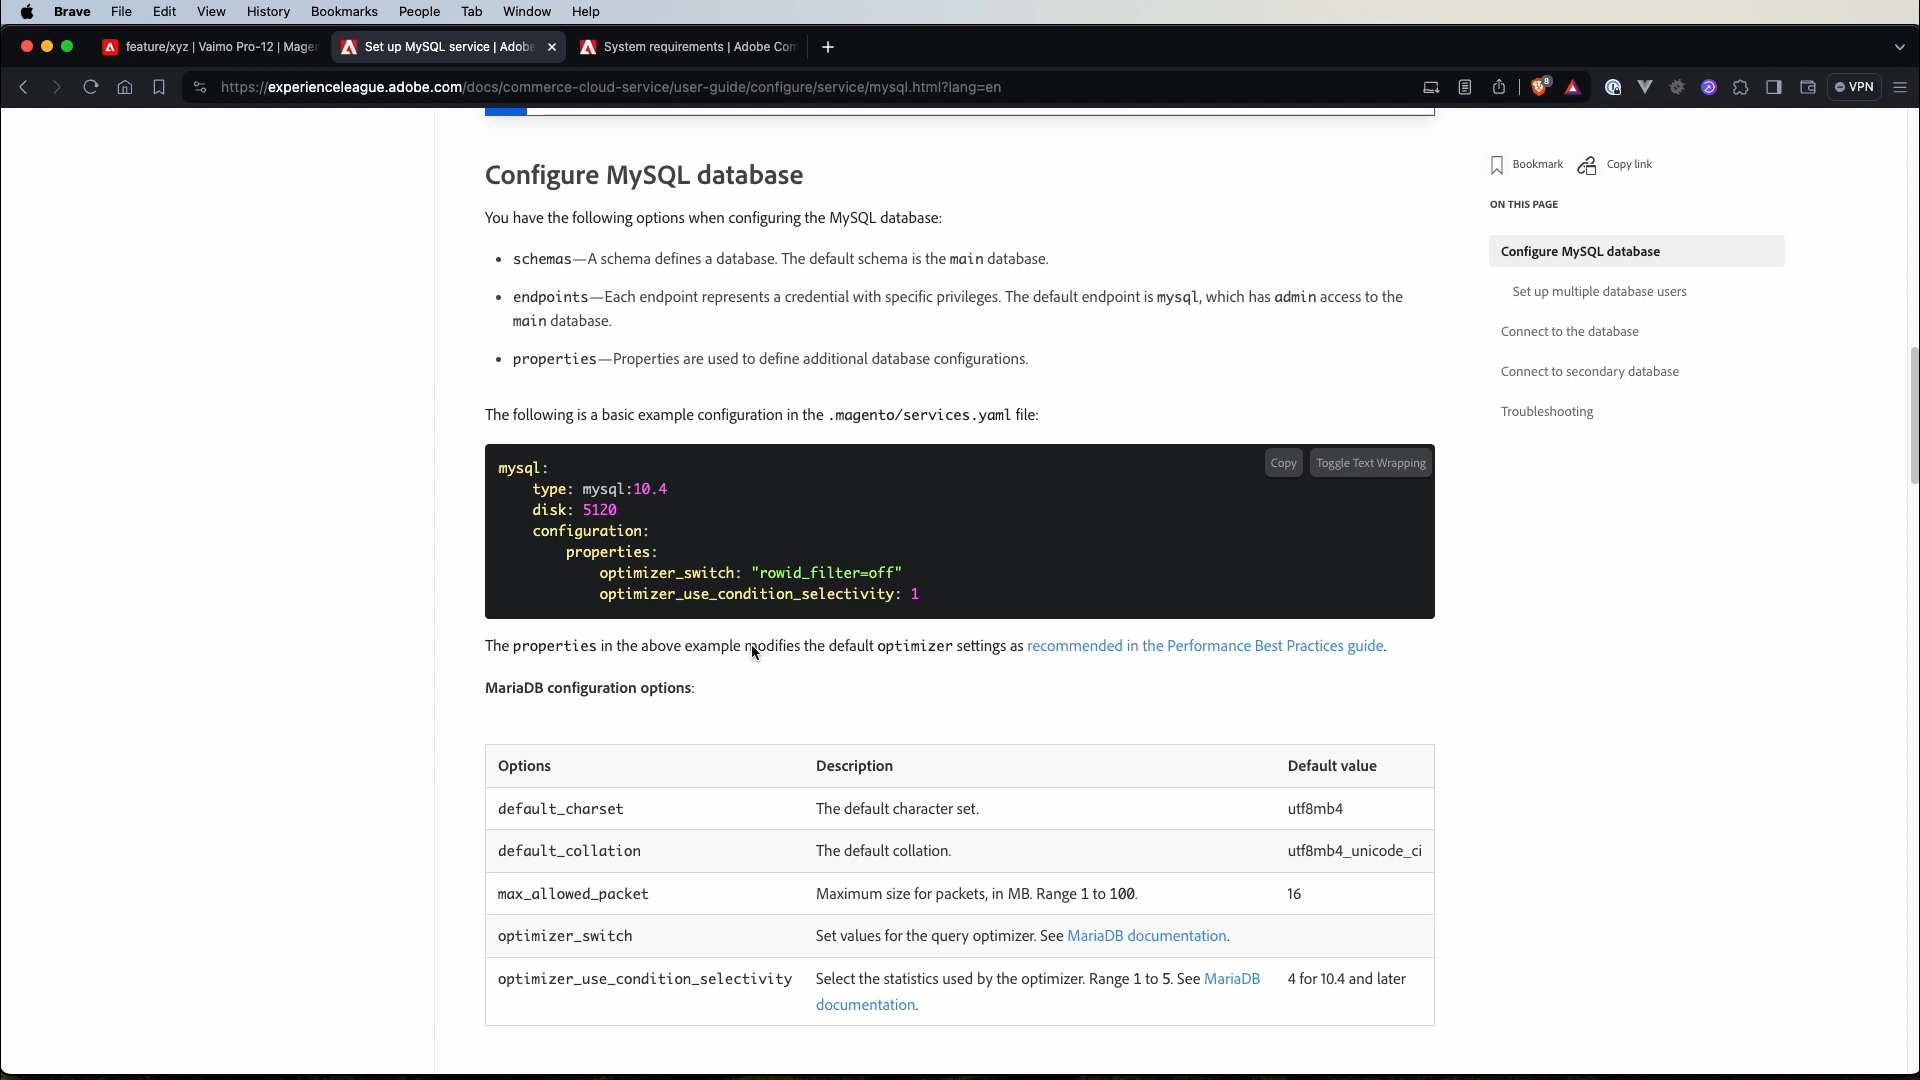 Brave File Edit View History Bookmarks People Tab Window Help
feature/xyz | Vaimo Pro-12 | Magen
Set up MySQL service | Adobe
System requirements | Adobe Com
https://experienceleague.adobe.com/docs/commerce-cloud-service/user-guide/configure/service/mysql.html?lang=en
8
VPN
Configure MySQL database
You have the following options when configuring the MySQL database:
• schemas—A schema defines a database. The default schema is the main database.
• endpoints—Each endpoint represents a credential with specific privileges. The default endpoint is mysql, which has admin access to the
main database.
• properties—Properties are used to define additional database configurations.
The following is a basic example configuration in the .magento/services.yaml file:
Copy Toggle Text Wrapping
mysql:
    type: mysql:10.4
    disk: 5120
    configuration:
        properties:
            optimizer_switch: "rowid_filter=off"
            optimizer_use_condition_selectivity: 1
The properties in the above example modifies the default optimizer settings as recommended in the Performance Best Practices guide.
MariaDB configuration options:
Options Description Default value
default_charset The default character set. utf8mb4
default_collation The default collation. utf8mb4_unicode_ci
max_allowed_packet Maximum size for packets, in MB. Range 1 to 100. 16
optimizer_switch Set values for the query optimizer. See MariaDB documentation.
optimizer_use_condition_selectivity Select the statistics used by the optimizer. Range 1 to 5. See MariaDB 4 for 10.4 and later
documentation.
Bookmark Copy link
ON THIS PAGE
Configure MySQL database
Set up multiple database users
Connect to the database
Connect to secondary database
Troubleshooting